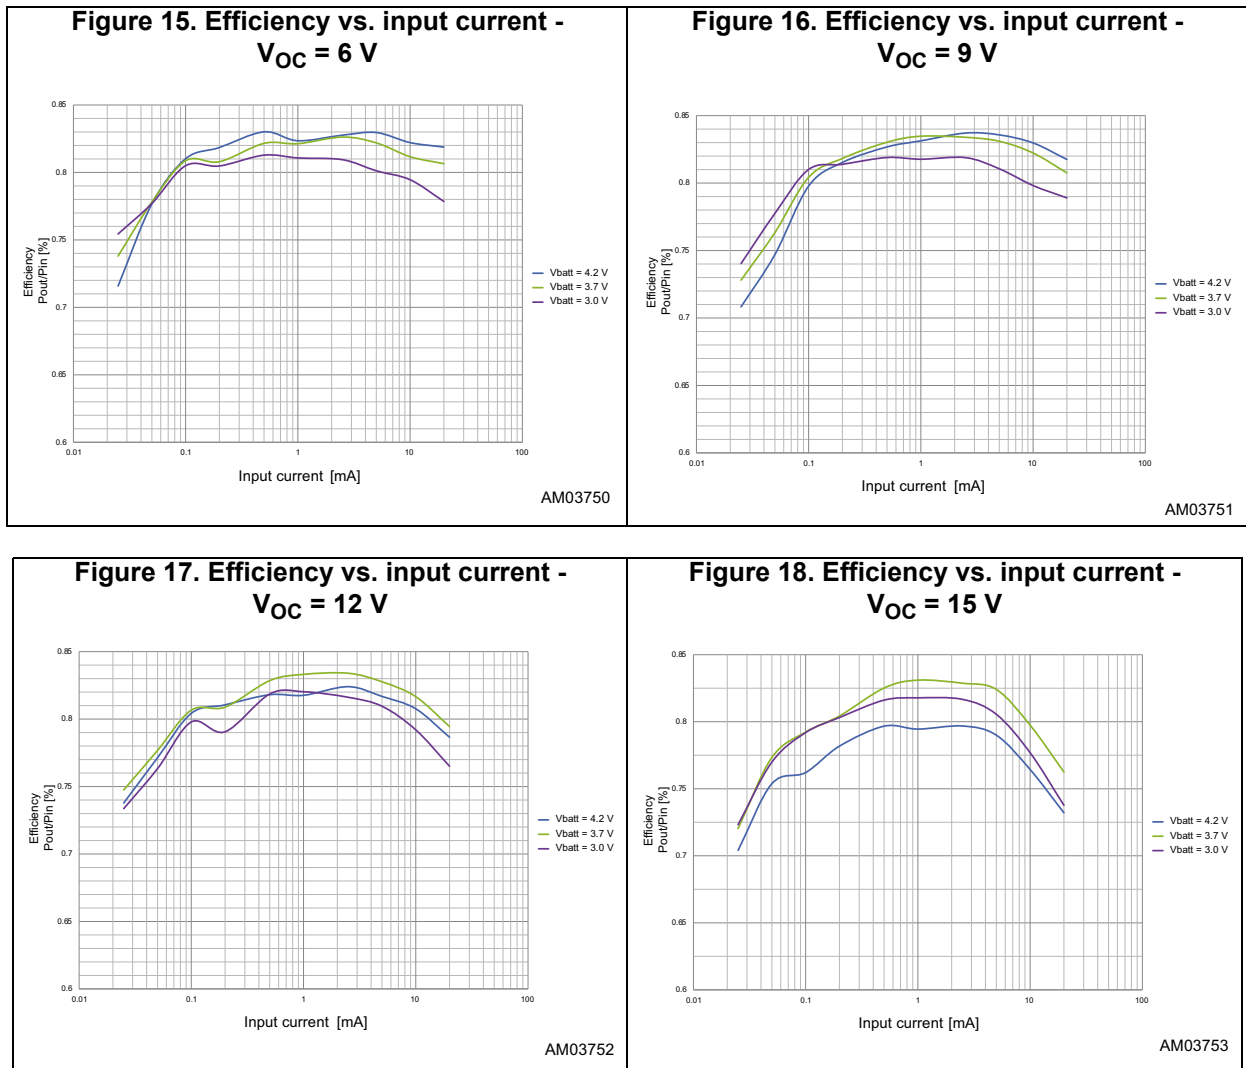 Figure 15. Efficiency vs. input current -
VOC = 6 V
0.85
0.8
0.75
0.7
0.65
0.6
Efficiency
Pout/Pin [%]
0.01 0.1 1 10 100
Input current [mA]
Vbatt = 4.2 V
Vbatt = 3.7 V
Vbatt = 3.0 V
AM03750
Figure 16. Efficiency vs. input current -
VOC = 9 V
0.85
0.8
0.75
0.7
0.65
0.6
Efficiency
Pout/Pin [%]
0.01 0.1 1 10 100
Input current [mA]
Vbatt = 4.2 V
Vbatt = 3.7 V
Vbatt = 3.0 V
AM03751
Figure 17. Efficiency vs. input current -
VOC = 12 V
0.85
0.8
0.75
0.7
0.65
0.6
Efficiency
Pout/Pin [%]
0.01 0.1 1 10 100
Input current [mA]
Vbatt = 4.2 V
Vbatt = 3.7 V
Vbatt = 3.0 V
AM03752
Figure 18. Efficiency vs. input current -
VOC = 15 V
0.85
0.8
0.75
0.7
0.65
0.6
Efficiency
Pout/Pin [%]
0.01 0.1 1 10 100
Input current [mA]
Vbatt = 4.2 V
Vbatt = 3.7 V
Vbatt = 3.0 V
AM03753